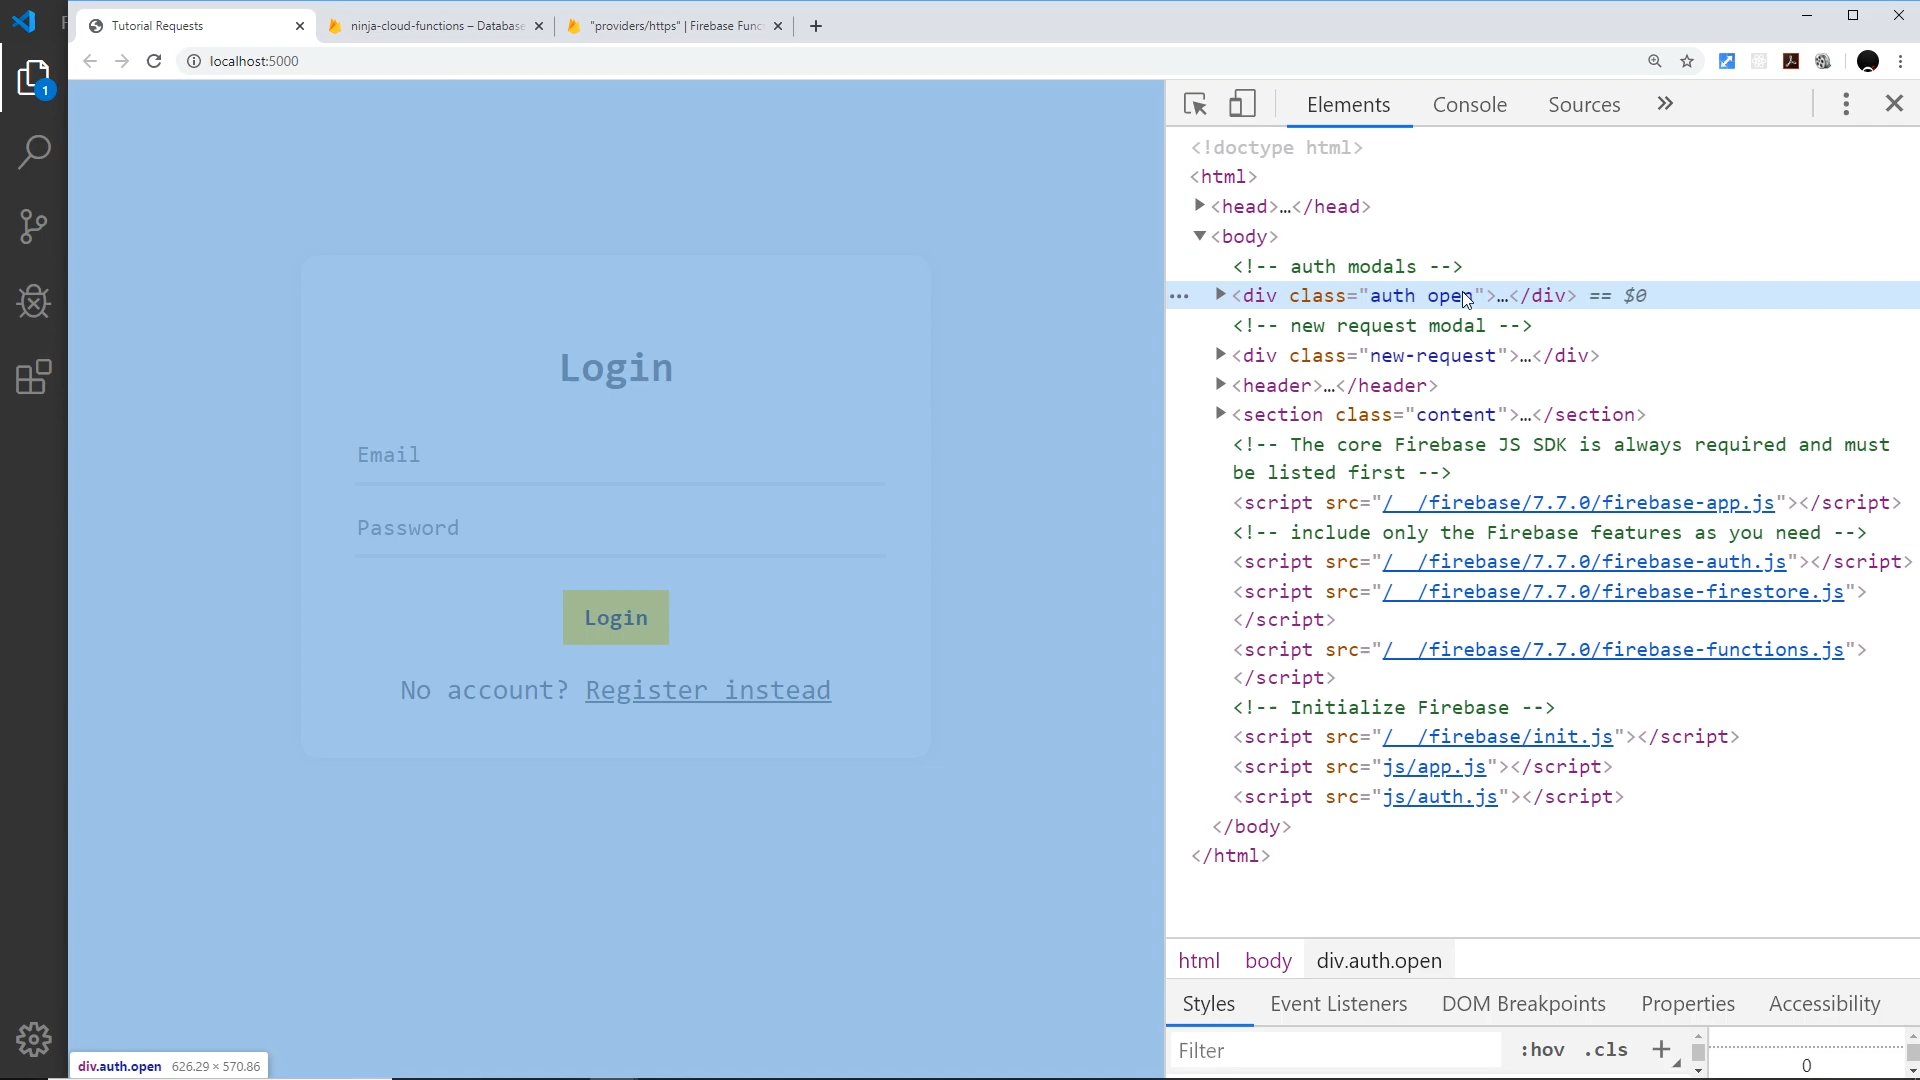 Tutorial Requests
ninja-cloud-functions – Database
"providers/https" | Firebase Func
localhost:5000
1
Elements
Console
Sources
<!doctype html>
<html>
<head>…</head>
<body>
<!-- auth modals -->
<div class="auth open">…</div> == $0
<!-- new request modal -->
<div class="new-request">…</div>
<header>…</header>
<section class="content">…</section>
<!-- The core Firebase JS SDK is always required and must
be listed first -->
<script src="/__/firebase/7.7.0/firebase-app.js"></script>
<!-- include only the Firebase features as you need -->
<script src="/__/firebase/7.7.0/firebase-auth.js"></script>
<script src="/__/firebase/7.7.0/firebase-firestore.js">
</script>
<script src="/__/firebase/7.7.0/firebase-functions.js">
</script>
<!-- Initialize Firebase -->
<script src="/__/firebase/init.js"></script>
<script src="js/app.js"></script>
<script src="js/auth.js"></script>
</body>
</html>
Login
Email
Password
Login
No account? Register instead
html body div.auth.open
Styles Event Listeners DOM Breakpoints Properties Accessibility
Filter
:hov .cls +
0
div.auth.open 626.29 × 570.86